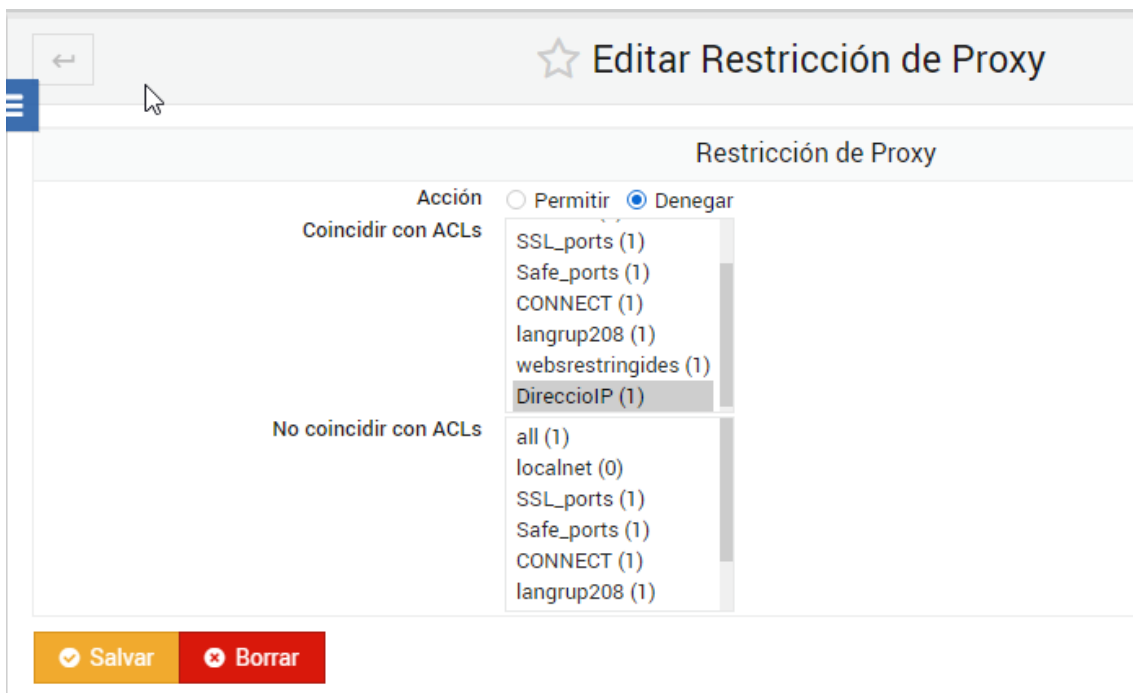 Editar Restricción de Proxy
Restricción de Proxy
Acción Permitir Denegar
Coincidir con ACLs
SSL_ports (1)
Safe_ports (1)
CONNECT (1)
langrup208 (1)
websrestringides (1)
DireccioIP (1)
No coincidir con ACLs
all (1)
localnet (0)
SSL_ports (1)
Safe_ports (1)
CONNECT (1)
langrup208 (1)
Salvar Borrar